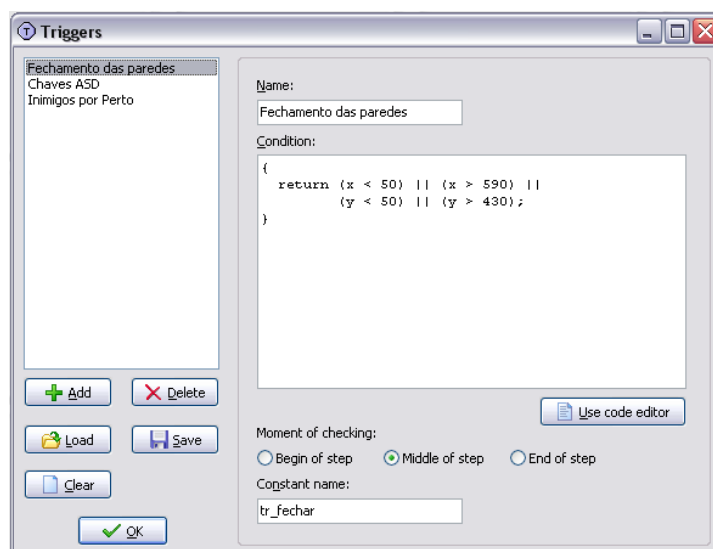 Triggers
Fechamento das paredes
Chaves ASD
Inimigos por Perto
Add
Delete
Load
Save
Clear
OK
Name:
Fechamento das paredes
Condition:
{
return (x < 50) || (x > 590) ||
(y < 50) || (y > 430);
}
Use code editor
Moment of checking:
Begin of step
Middle of step
End of step
Constant name:
tr_fechar